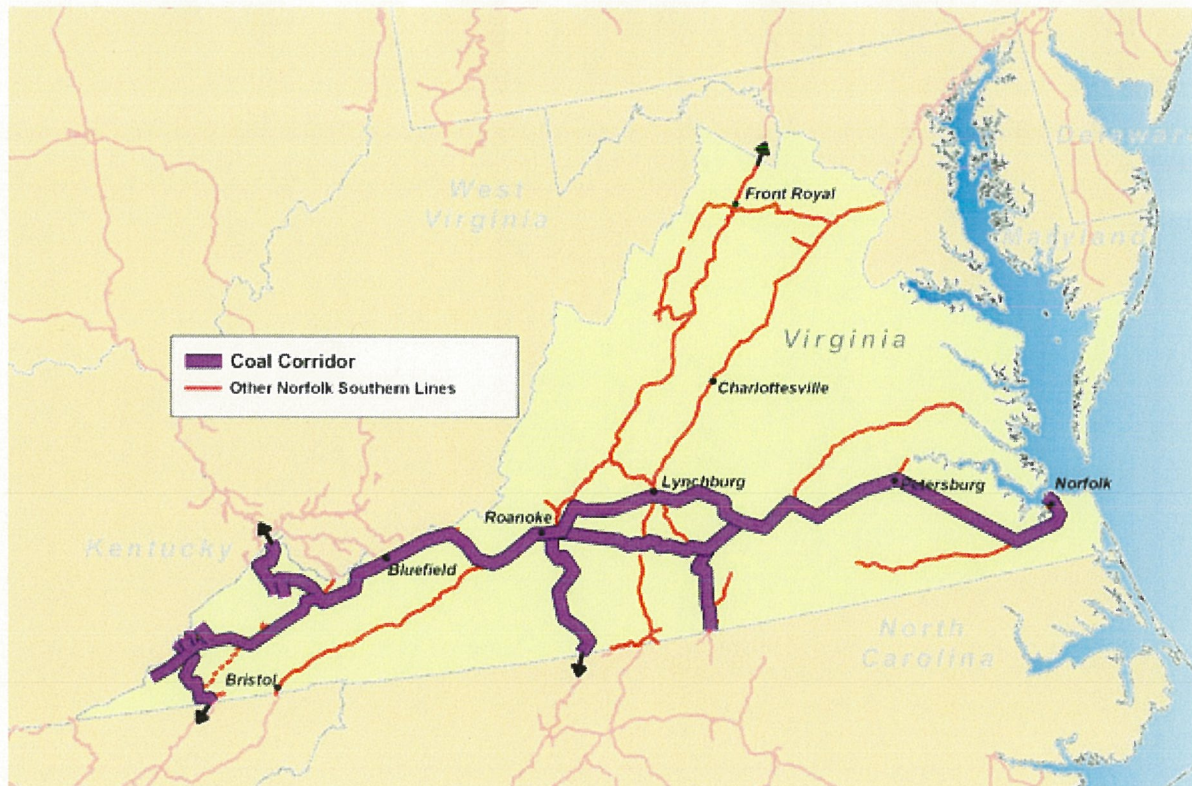 Delaware
West
Virginia
Front Royal
Maryland
Virginia
Coal Corridor
Other Norfolk Southern Lines
Charlottesville
Lynchburg
Petersburg
Norfolk
Roanoke
Kentucky
Bluefield
North
Carolina
Bristol